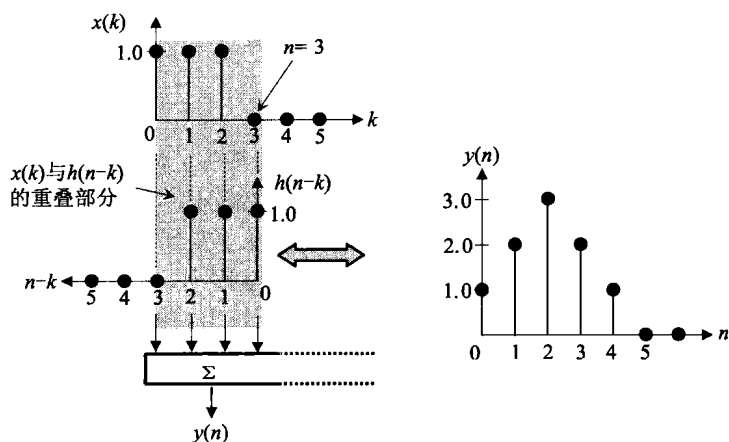 x(k)
1.0
n= 3
0 1 2 3 4 5 k
x(k)与h(n−k)
的重叠部分
h(n−k)
1.0
n−k 5 4 3 2 1 0
Σ
y(n)
y(n)
3.0
2.0
1.0
0 1 2 3 4 5 n